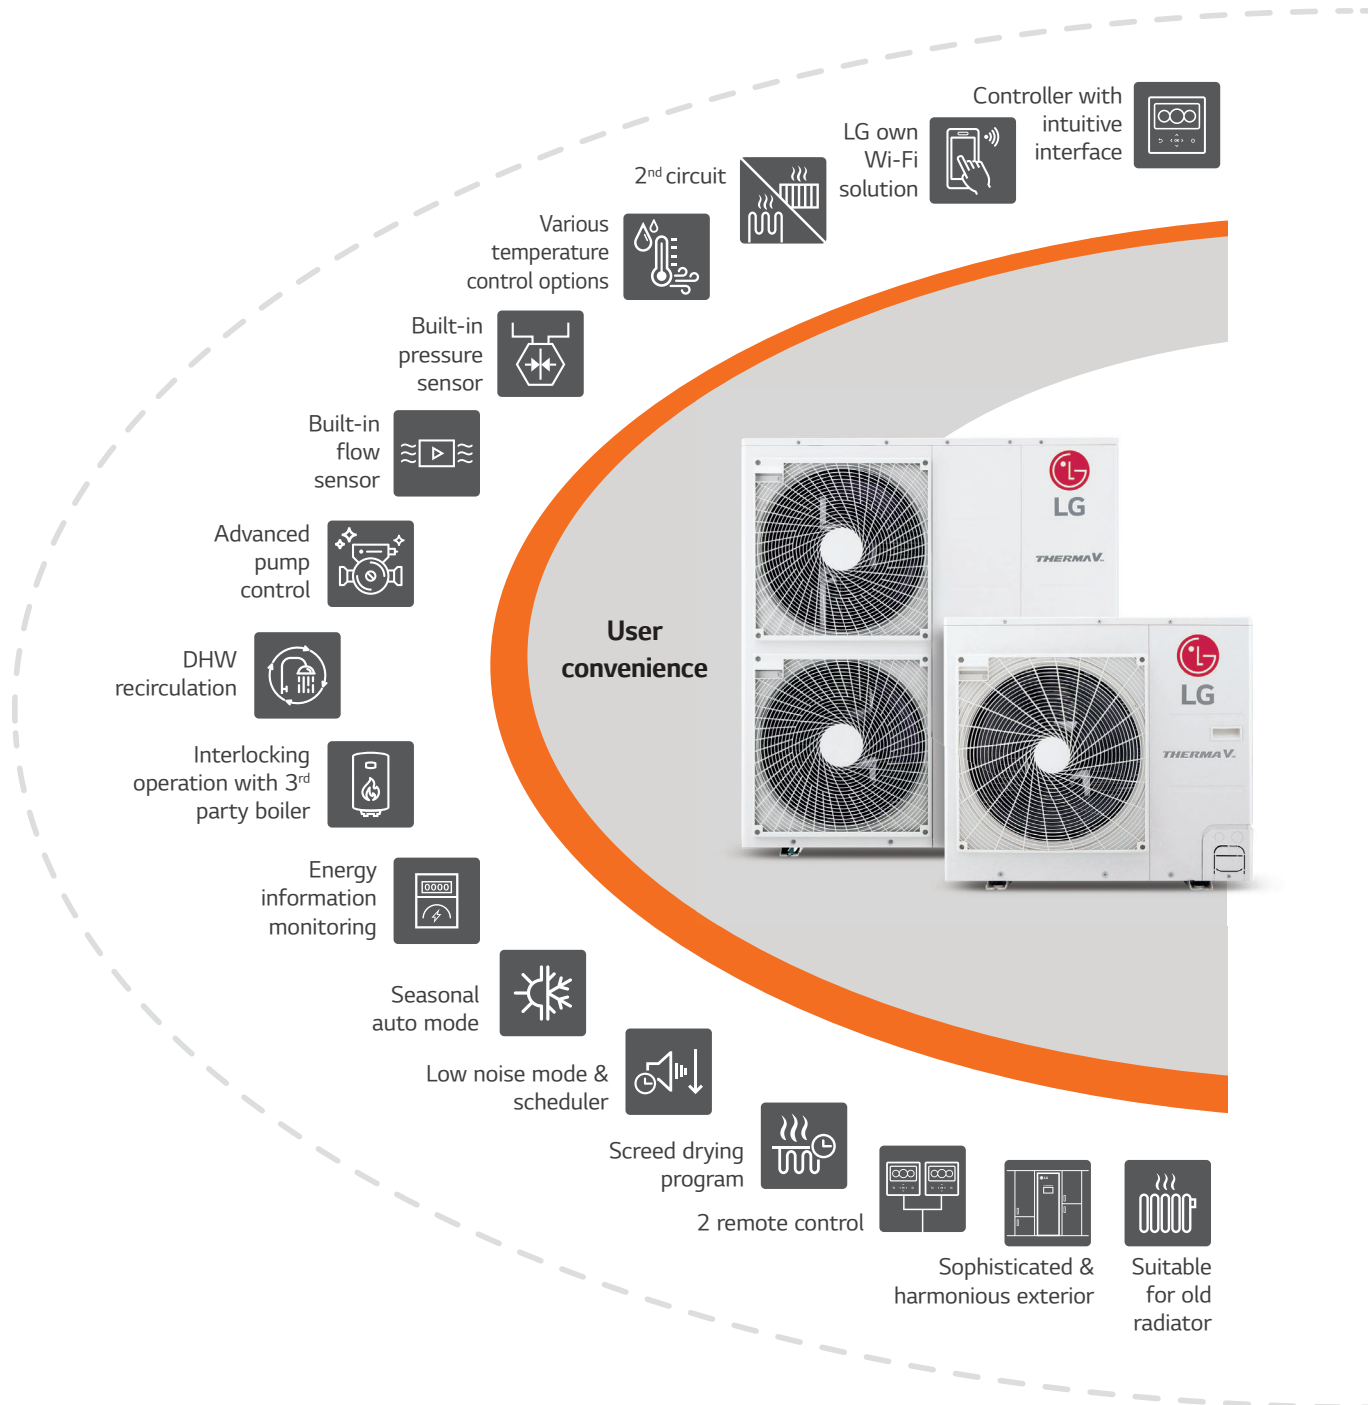 Controller with
intuitive
interface
LG own
Wi-Fi
solution
2nd circuit
Various
temperature
control options
Built-in
pressure
sensor
Built-in
flow
sensor
Advanced
pump
control
DHW
recirculation
Interlocking
operation with 3rd
party boiler
Energy
information
monitoring
0000
Seasonal
auto mode
Low noise mode &
scheduler
Screed drying
program
2 remote control
Sophisticated &
harmonious exterior
Suitable
for old
radiator
User
convenience
LG
THERMAV™
LG
THERMAV™